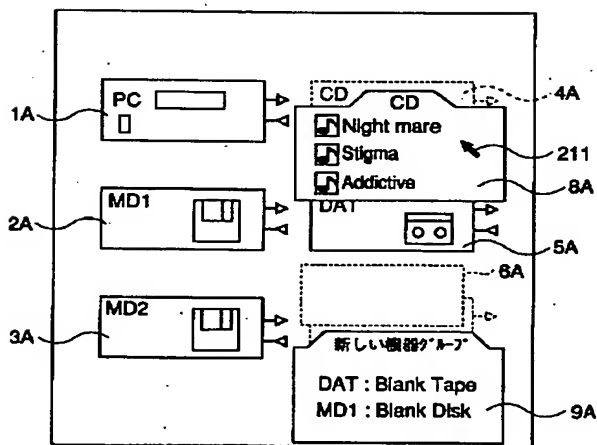 PC
1A
CD
4A
CD
Night mare
Stigma
Addictive
211
8A
MD1
2A
DAT
5A
6A
MD2
3A
新しい機器グループ
DAT : Blank Tape
MD1 : Blank Disk
9A